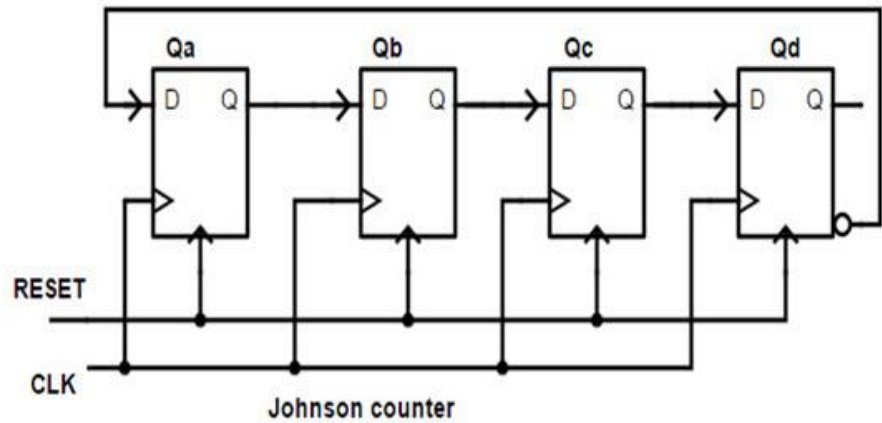 Qa Qb Qc Qd
D Q D Q D Q D Q
RESET
CLK
Johnson counter